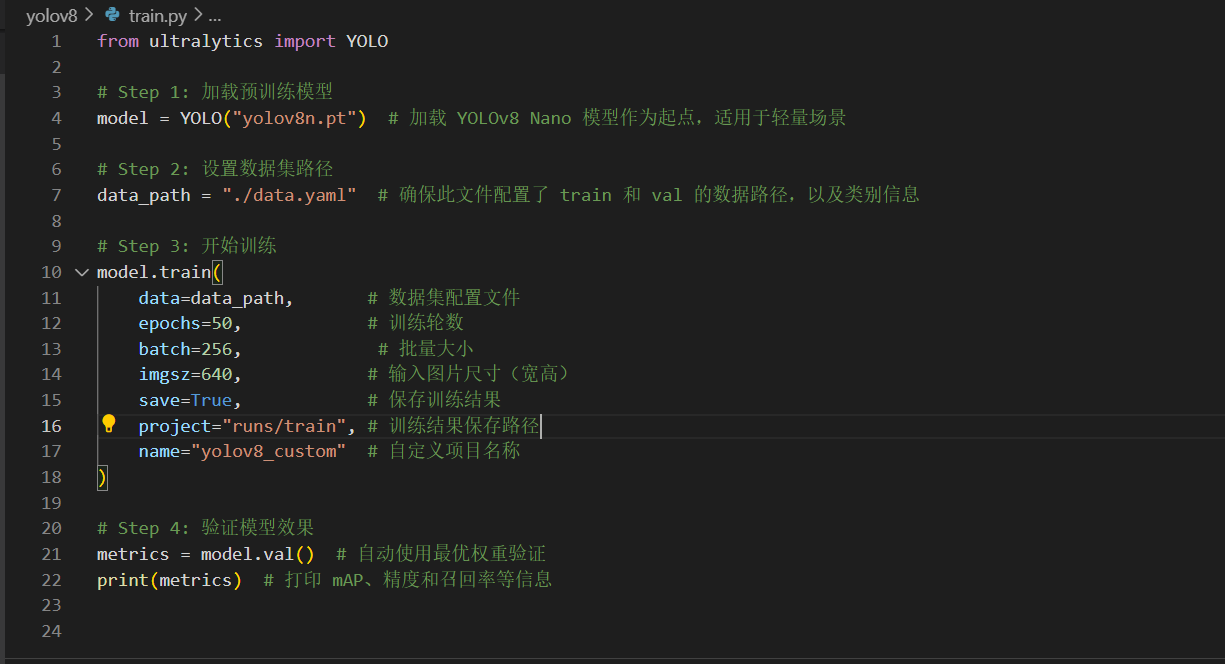 yolov8 > train.py > ...
1 from ultralytics import YOLO
2
3 # Step 1: 加载预训练模型
4 model = YOLO("yolov8n.pt")  # 加载 YOLOv8 Nano 模型作为起点，适用于轻量场景
5
6 # Step 2: 设置数据集路径
7 data_path = "./data.yaml"  # 确保此文件配置了 train 和 val 的数据路径，以及类别信息
8
9 # Step 3: 开始训练
10 model.train(
11     data=data_path,       # 数据集配置文件
12     epochs=50,            # 训练轮数
13     batch=256,             # 批量大小
14     imgsz=640,            # 输入图片尺寸（宽高）
15     save=True,            # 保存训练结果
16     project="runs/train", # 训练结果保存路径
17     name="yolov8_custom"  # 自定义项目名称
18 )
19
20 # Step 4: 验证模型效果
21 metrics = model.val()  # 自动使用最优权重验证
22 print(metrics)  # 打印 mAP、精度和召回率等信息
23
24